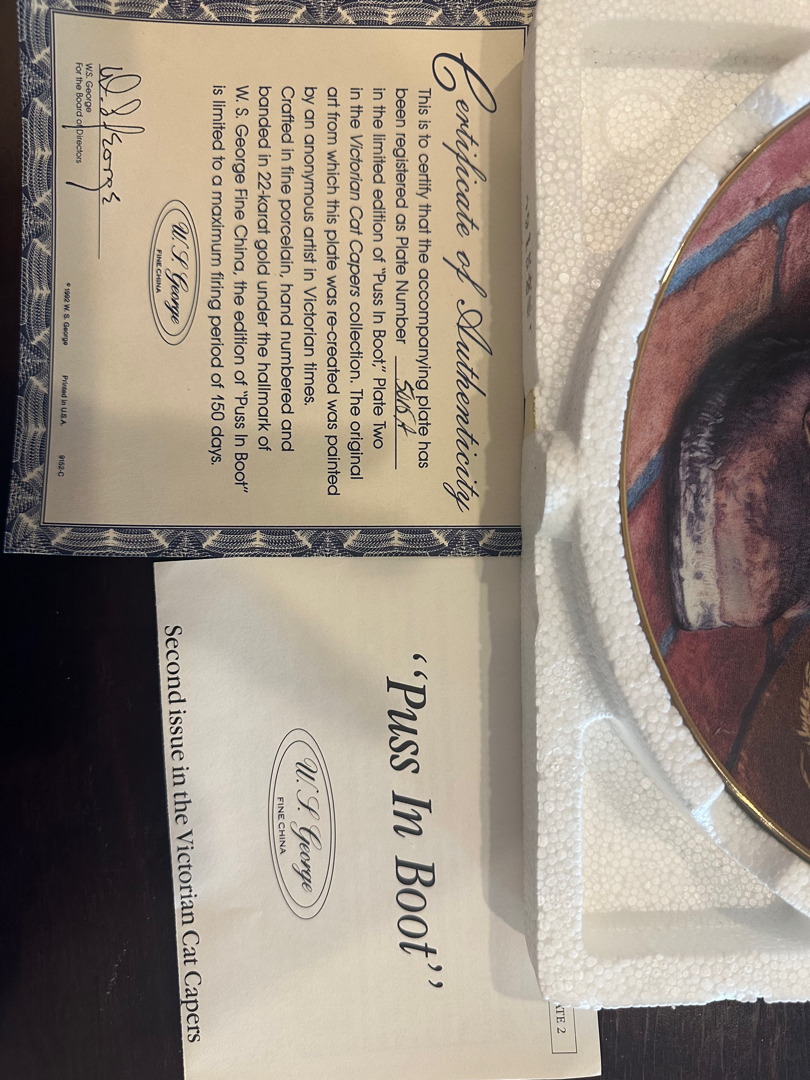 Certificate of Authenticity
This is to certify that the accompanying plate has
been registered as Plate Number
in the limited edition of "Puss In Boot," Plate Two
in the Victorian Cat Capers collection. The original
art from which this plate was re-created was painted
by an anonymous artist in Victorian times.
Crafted in fine porcelain, hand numbered and
banded in 22-karat gold under the hallmark of
W. S. George Fine China, the edition of "Puss In Boot"
is limited to a maximum firing period of 150 days.
W. S. George
FINE CHINA
W. S. George
W.S. George
For the Board of Directors
© 1992 W. S. George Printed in U.S.A. 9152-C
ATE 2
"Puss In Boot"
W. S. George
FINE CHINA
Second issue in the Victorian Cat Capers